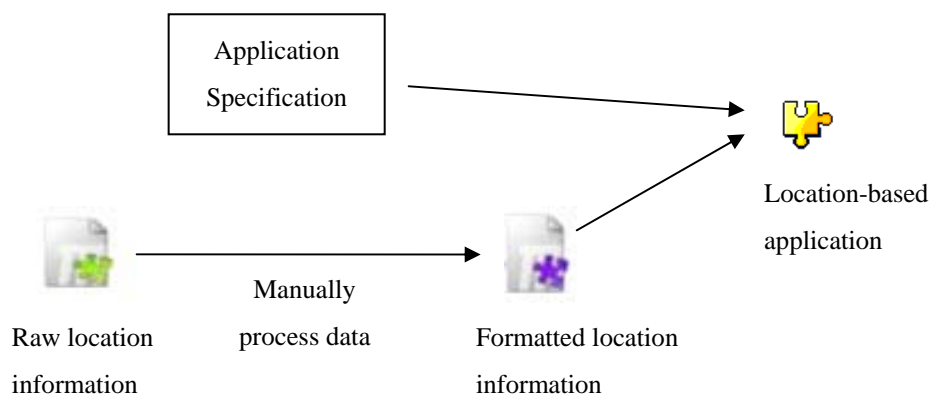 Application
Specification
Location-based
application
Manually
process data
Raw location
information
Formatted location
information